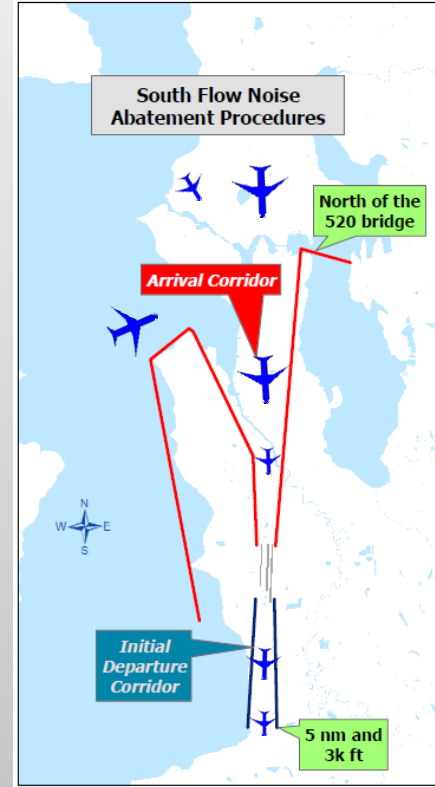 South Flow Noise
Abatement Procedures
North of the
520 bridge
Arrival Corridor
N
W E
S
Initial
Departure
Corridor
5 nm and
3k ft